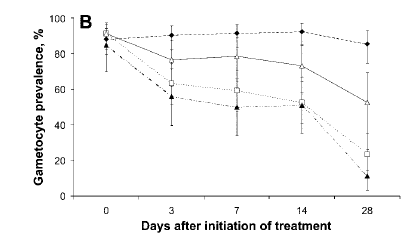 B
Gametocyte prevalence, %
100
80
60
40
20
0
0 3 7 14 28
Days after initiation of treatment